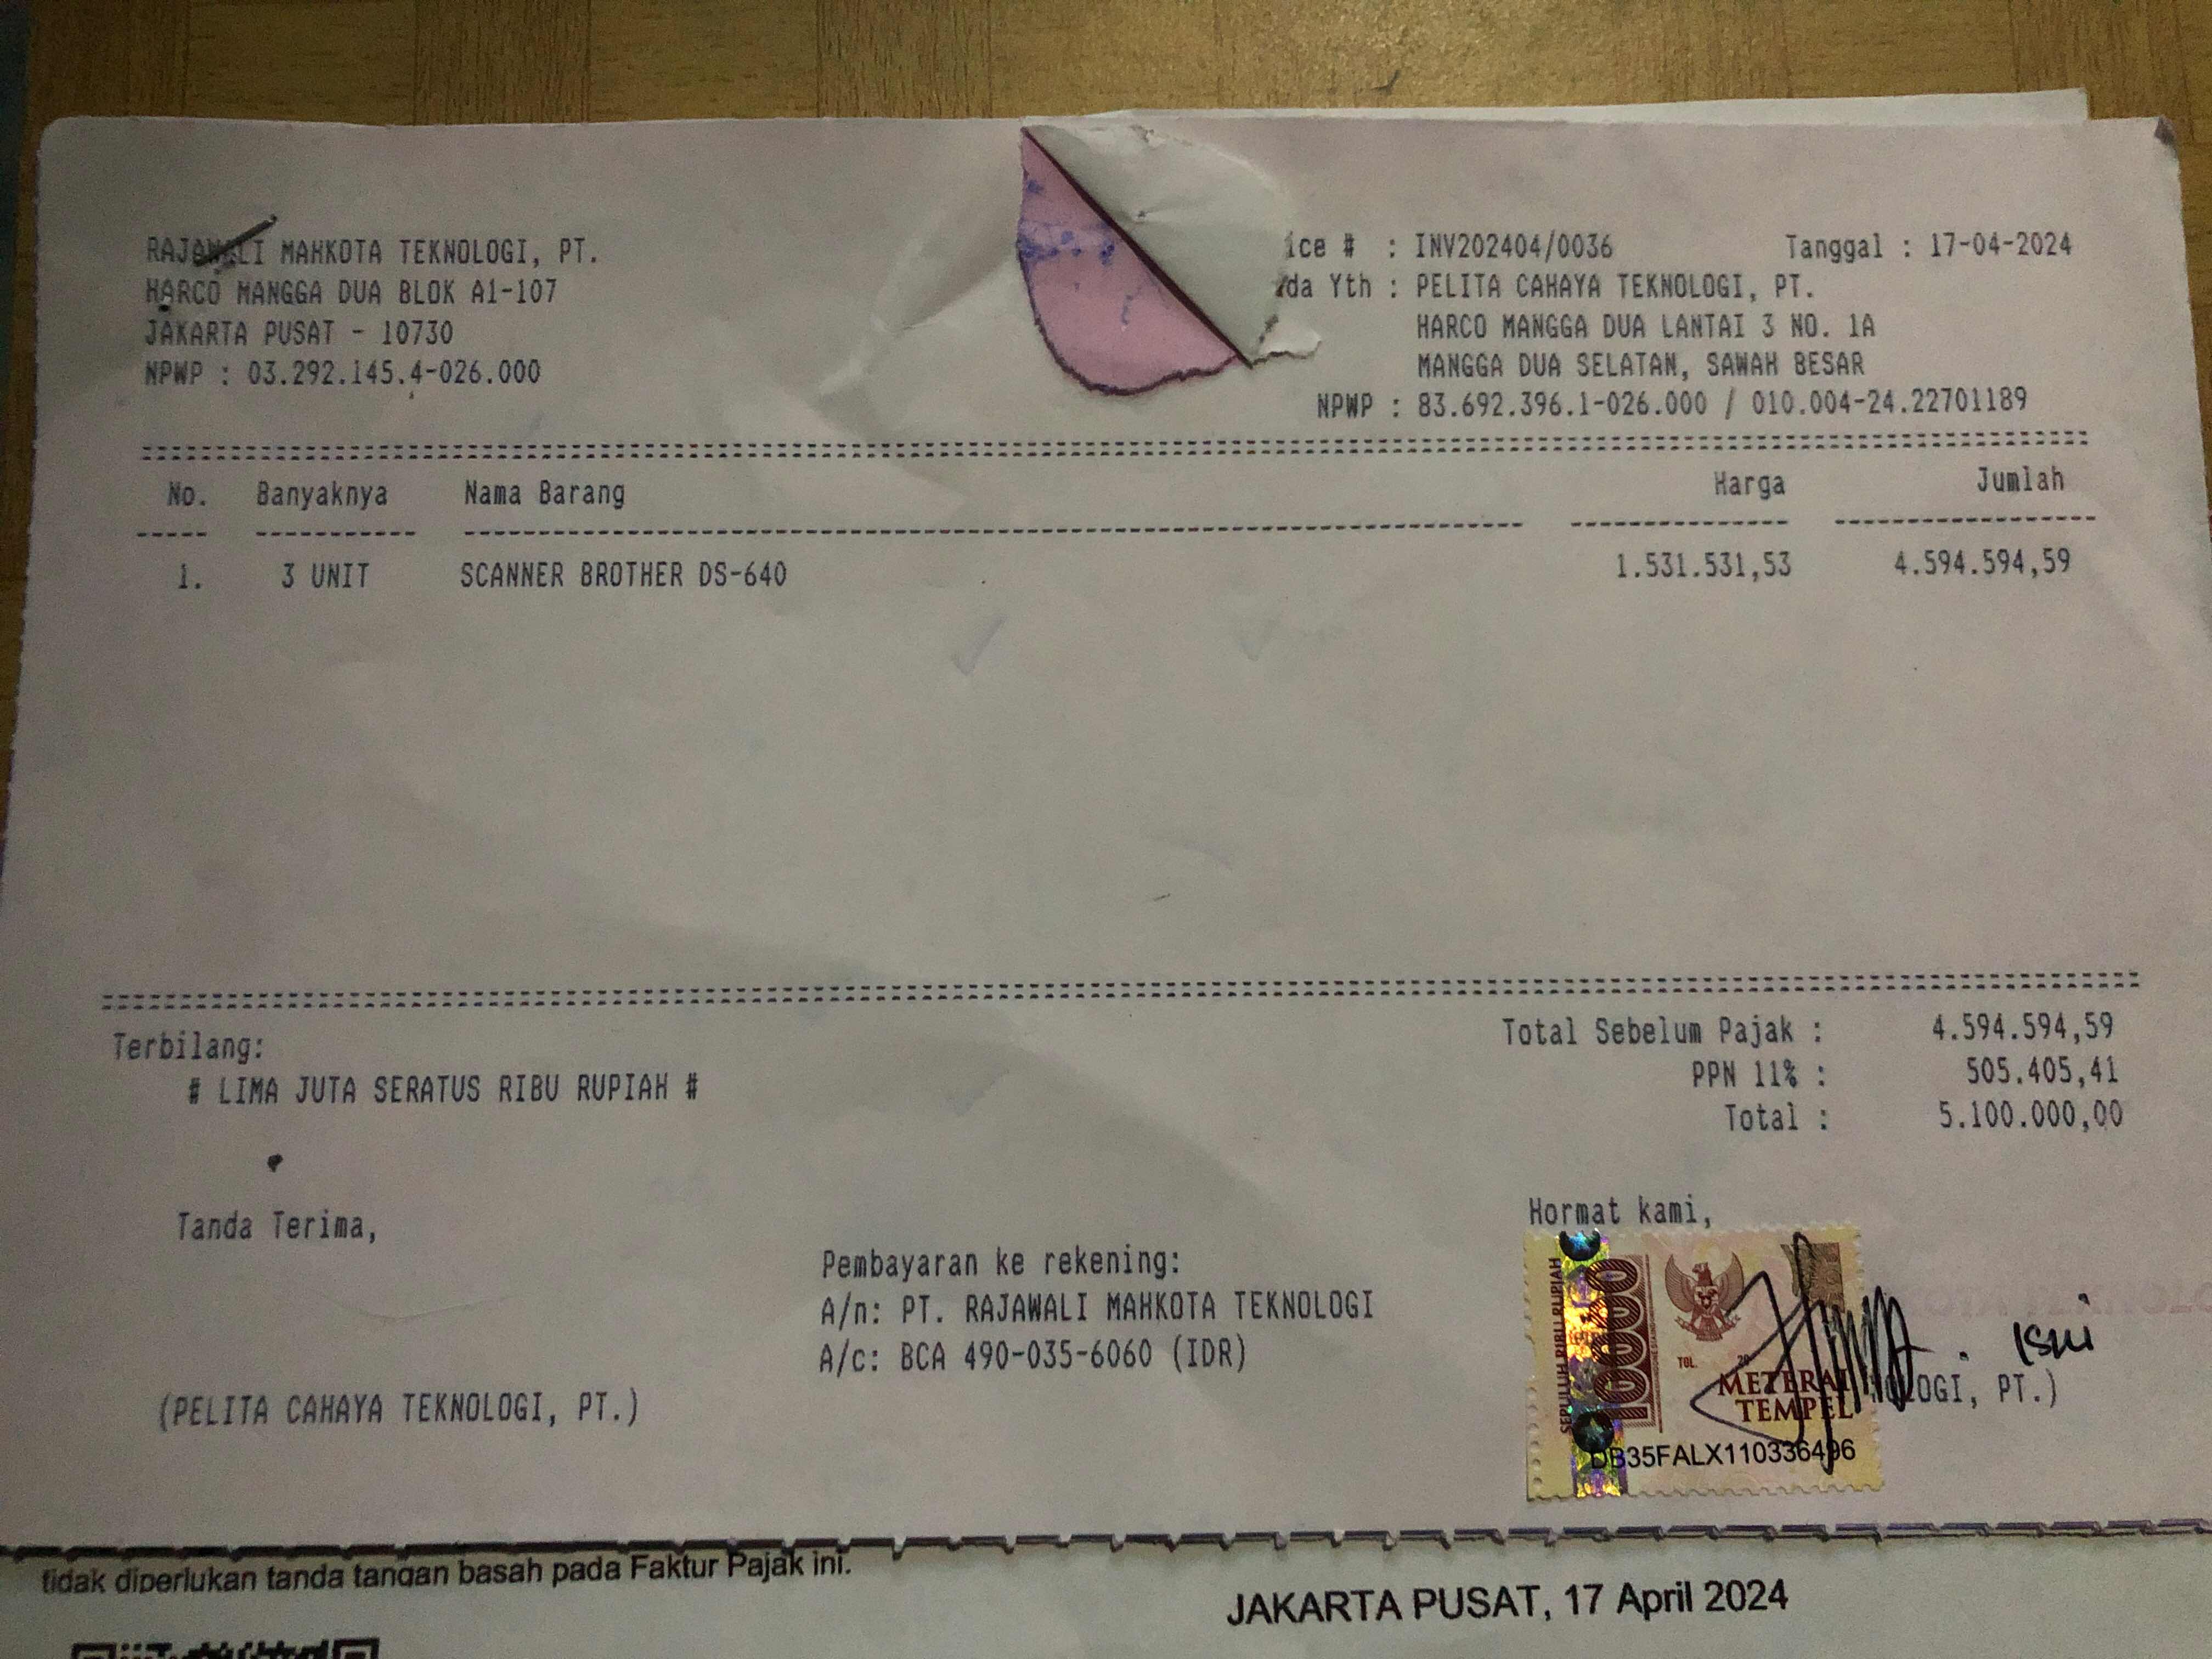 RAJAWALI MAHKOTA TEKNOLOGI, PT.
HARCO MANGGA DUA BLOK A1-107
JAKARTA PUSAT - 10730
NPWP : 03.292.145.4-026.000
ice # : INV202404/0036 Tanggal : 17-04-2024
da Yth : PELITA CAHAYA TEKNOLOGI, PT.
HARCO MANGGA DUA LANTAI 3 NO. 1A
MANGGA DUA SELATAN, SAWAH BESAR
NPWP : 83.692.396.1-026.000 / 010.004-24.22701189
No. Banyaknya Nama Barang Harga Jumlah
1. 3 UNIT SCANNER BROTHER DS-640 1.531.531,53 4.594.594,59
Terbilang:
# LIMA JUTA SERATUS RIBU RUPIAH #
Total Sebelum Pajak : 4.594.594,59
PPN 11% : 505.405,41
Total : 5.100.000,00
Tanda Terima,
(PELITA CAHAYA TEKNOLOGI, PT.)
Pembayaran ke rekening:
A/n: PT. RAJAWALI MAHKOTA TEKNOLOGI
A/c: BCA 490-035-6060 (IDR)
Hormat kami,
SEPULUH RIBU RUPIAH
10000
TGL. 20
METERAI
TEMPEL
DB35FALX110336496
OLOGI, PT.)
tidak diperlukan tanda tangan basah pada Faktur Pajak ini.
JAKARTA PUSAT, 17 April 2024